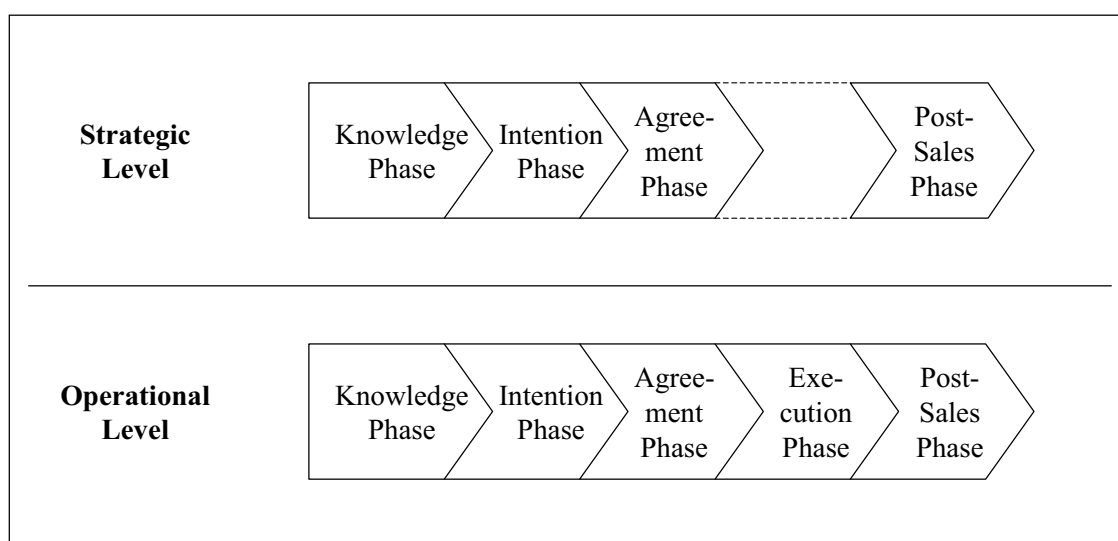 Strategic
Level
Knowledge
Phase
Intention
Phase
Agree-
ment
Phase
Post-
Sales
Phase
Operational
Level
Knowledge
Phase
Intention
Phase
Agree-
ment
Phase
Exe-
cution
Phase
Post-
Sales
Phase